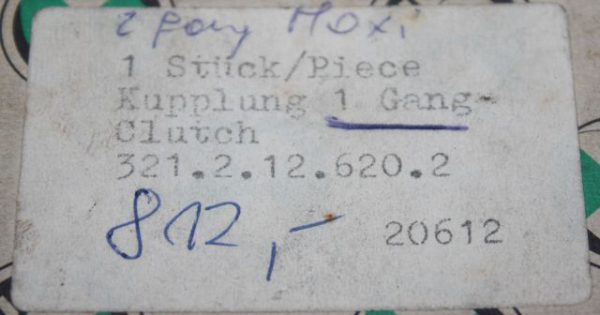 1 Stück/Piece
Kupplung 1 Gang-
Clutch
321.2.12.620.2
812,-
20612